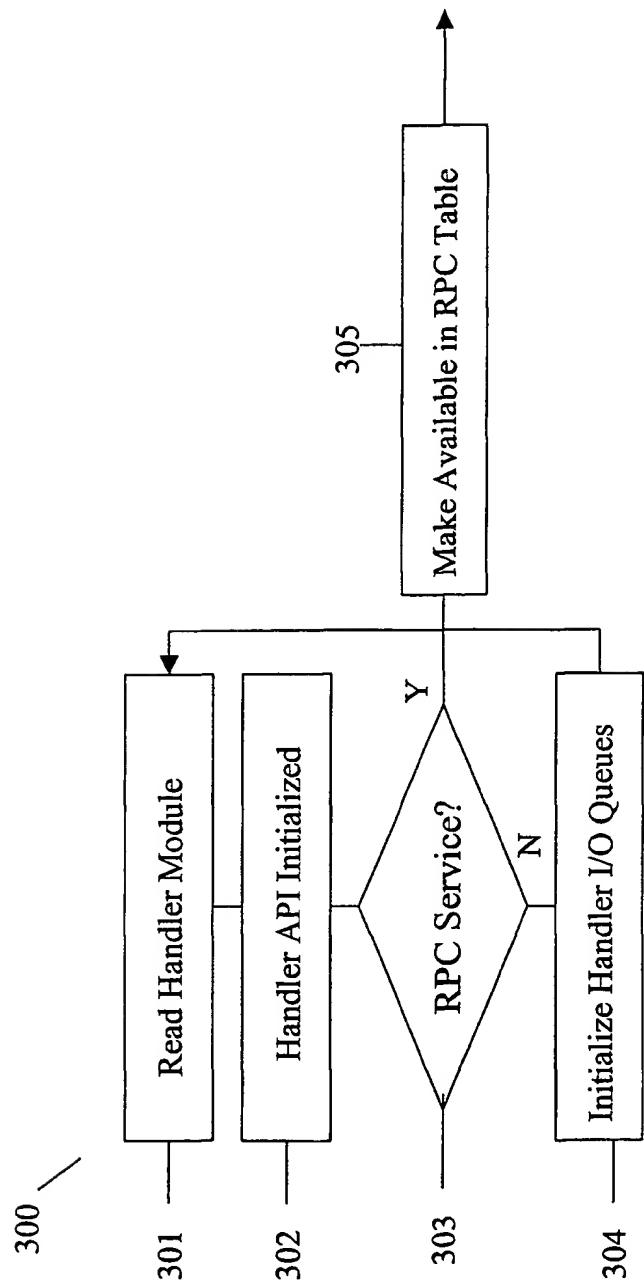 300
301
Read Handler Module
302
Handler API Initialized
303
RPC Service?
Y
N
304
Initialize Handler I/O Queues
305
Make Available in RPC Table